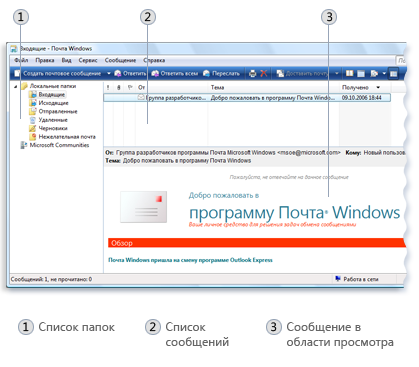 1
2
3
Входящие - Почта Windows
Файл Правка Вид Сервис Сообщение Справка
Создать почтовое сообщение Ответить Ответить всем Переслать Доставить почту
Локальные папки
Входящие
Исходящие
Отправленные
Удаленные
Черновики
Нежелательная почта
Microsoft Communities
! От Тема Получено
Группа разработчико... Добро пожаловать в программу Почта Windo... 09.10.2006 18:44
От: Группа разработчиков программы Почта Microsoft Windows <msoe@microsoft.com> Кому: Новый пользов
Тема: Добро пожаловать в программу Почта Windows
Пожалуйста, не отвечайте на данное сообщение
Добро пожаловать в
программу Почта® Windows
Ваше личное средство для решения задач обмена сообщениями
Обзор
Почта Windows пришла на смену программе Outlook Express
Сообщений: 1, не прочитано: 0 Работа в сети
1 Список папок
2 Список
сообщений
3 Сообщение в
области просмотра